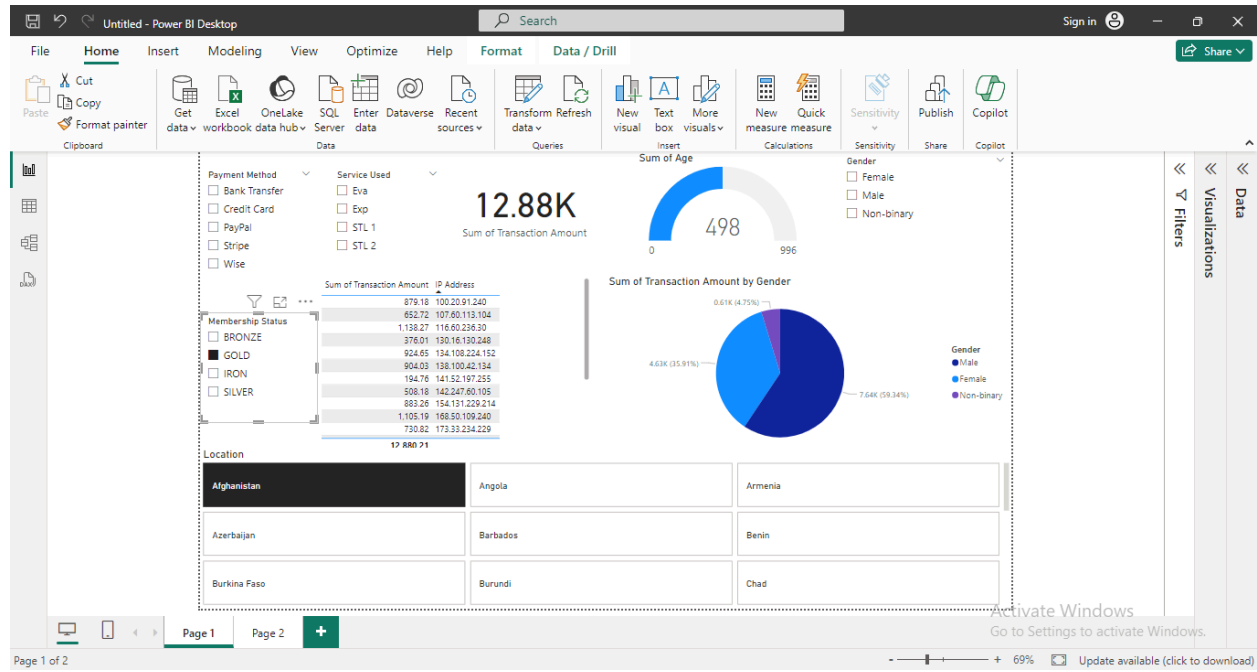 Untitled - Power BI Desktop
Search
Sign in
File Home Insert Modeling View Optimize Help Format Data / Drill
Share
Paste
Cut
Copy
Format painter
Get data
Excel workbook
OneLake data hub
SQL Server
Enter data
Dataverse
Recent sources
Transform data
Refresh
New visual
Text box
More visuals
New measure
Quick measure
Sensitivity
Publish
Copilot
Clipboard
Data
Queries
Insert
Calculations
Sensitivity
Share
Copilot
Payment Method
Bank Transfer
Credit Card
PayPal
Stripe
Wise
Service Used
Eva
Exp
STL 1
STL 2
12.88K
Sum of Transaction Amount
Sum of Age
498
0
996
Gender
Female
Male
Non-binary
Filters
Visualizations
Data
Membership Status
BRONZE
GOLD
IRON
SILVER
Sum of Transaction Amount IP Address
879.18 100.20.91.240
652.72 107.60.113.104
1,138.27 116.60.236.30
376.01 130.16.130.248
924.65 134.108.224.152
904.03 138.100.42.134
194.76 141.52.197.255
508.18 142.247.60.105
883.26 154.131.229.214
1,105.19 168.50.109.240
730.82 173.33.234.229
12,880.21
Sum of Transaction Amount by Gender
0.61K (4.75%)
4.63K (35.91%)
7.64K (59.34%)
Gender
Male
Female
Non-binary
Location
Afghanistan
Angola
Armenia
Azerbaijan
Barbados
Benin
Burkina Faso
Burundi
Chad
Activate Windows
Go to Settings to activate Windows.
Page 1
Page 2
+
Page 1 of 2
- + 69%
Update available (click to download)